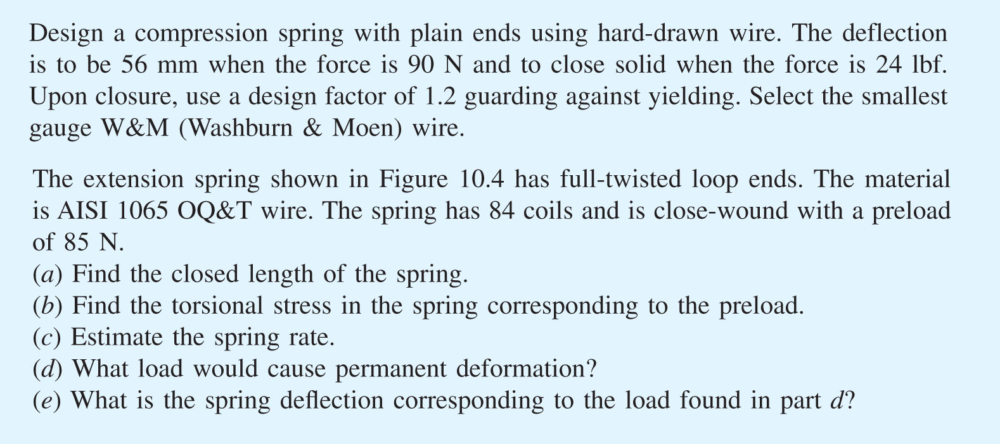 Design a compression spring with plain ends using hard-drawn wire. The deflection
is to be 56 mm when the force is 90 N and to close solid when the force is 24 lbf.
Upon closure, use a design factor of 1.2 guarding against yielding. Select the smallest
gauge W&M (Washburn & Moen) wire.
The extension spring shown in Figure 10.4 has full-twisted loop ends. The material
is AISI 1065 OQ&T wire. The spring has 84 coils and is close-wound with a preload
of 85 N.
(a) Find the closed length of the spring.
(b) Find the torsional stress in the spring corresponding to the preload.
(c) Estimate the spring rate.
(d) What load would cause permanent deformation?
(e) What is the spring deflection corresponding to the load found in part d?